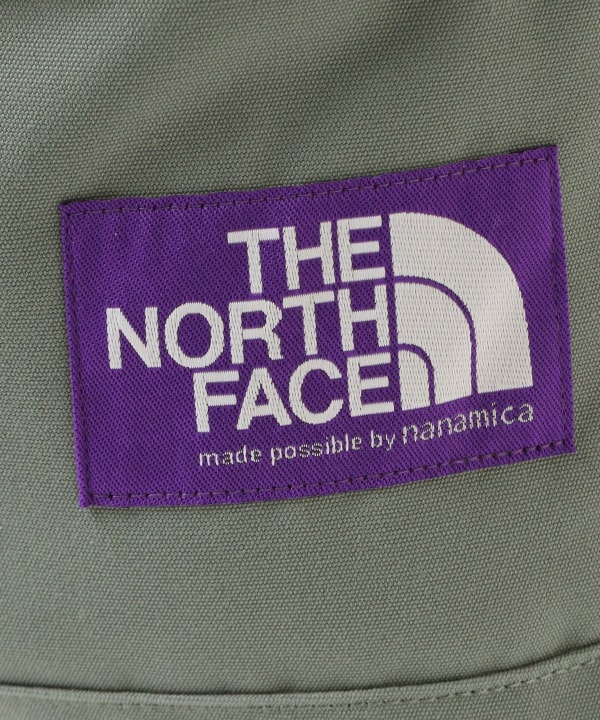 THE
NORTH
FACE
made possible by nanamica